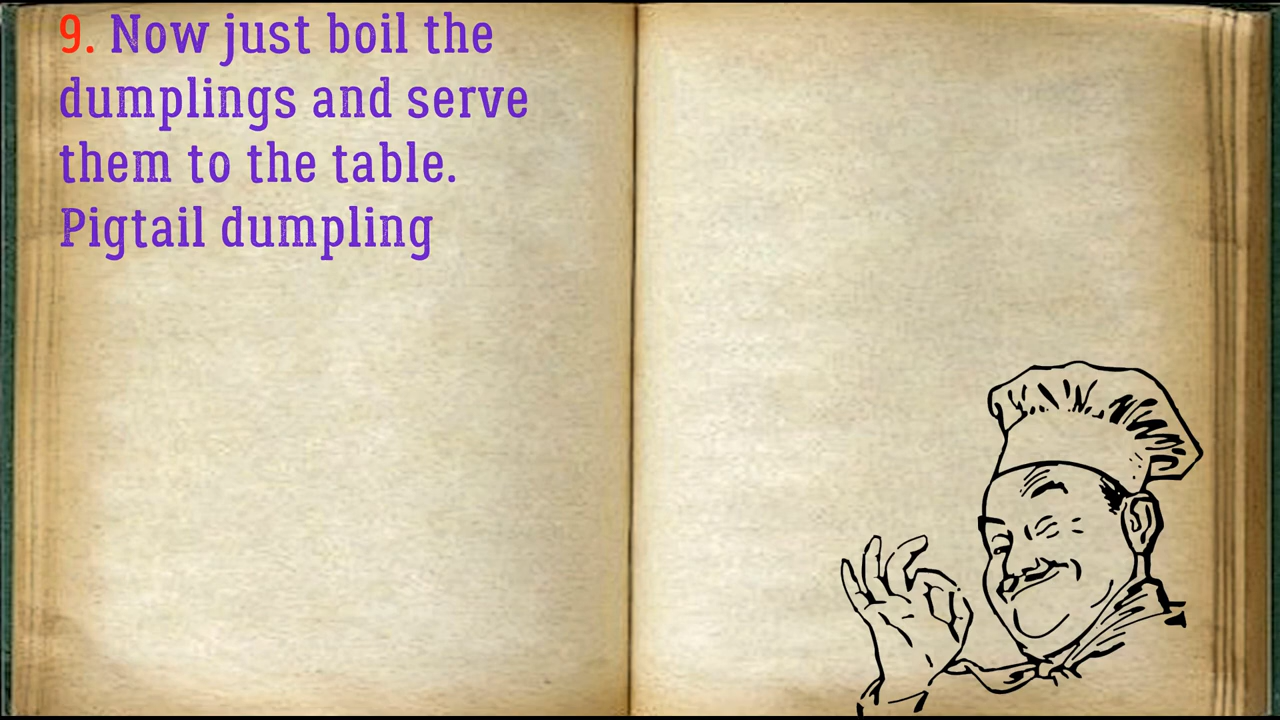 9. Now just boil the
dumplings and serve
them to the table.
Pigtail dumpling